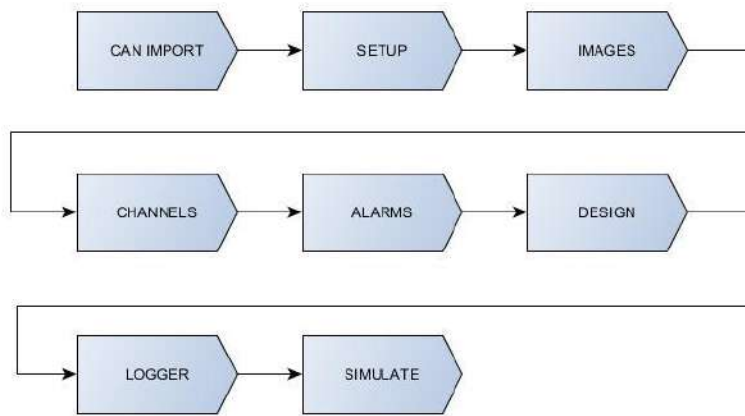 CAN IMPORT
SETUP
IMAGES
CHANNELS
ALARMS
DESIGN
LOGGER
SIMULATE